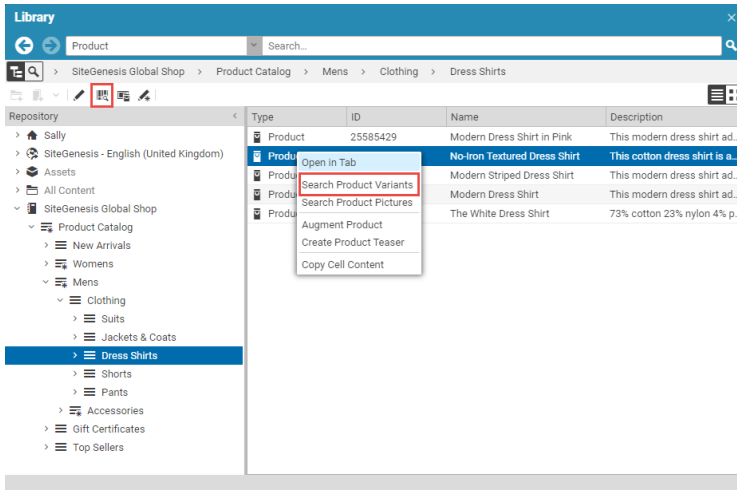 Library
Product Search...
SiteGenesis Global Shop > Product Catalog > Mens > Clothing > Dress Shirts
Repository
Sally
SiteGenesis - English (United Kingdom)
Assets
All Content
SiteGenesis Global Shop
Product Catalog
New Arrivals
Womens
Mens
Clothing
Suits
Jackets & Coats
Dress Shirts
Shorts
Pants
Accessories
Gift Certificates
Top Sellers
Type ID Name Description
Product 25585429 Modern Dress Shirt in Pink This modern dress shirt ad...
Produ No-Iron Textured Dress Shirt This cotton dress shirt is a...
Produ Modern Striped Dress Shirt This modern dress shirt ad...
Produ Modern Dress Shirt This modern dress shirt ad...
Produ The White Dress Shirt 73% cotton 23% nylon 4% p...
Open in Tab
Search Product Variants
Search Product Pictures
Augment Product
Create Product Teaser
Copy Cell Content